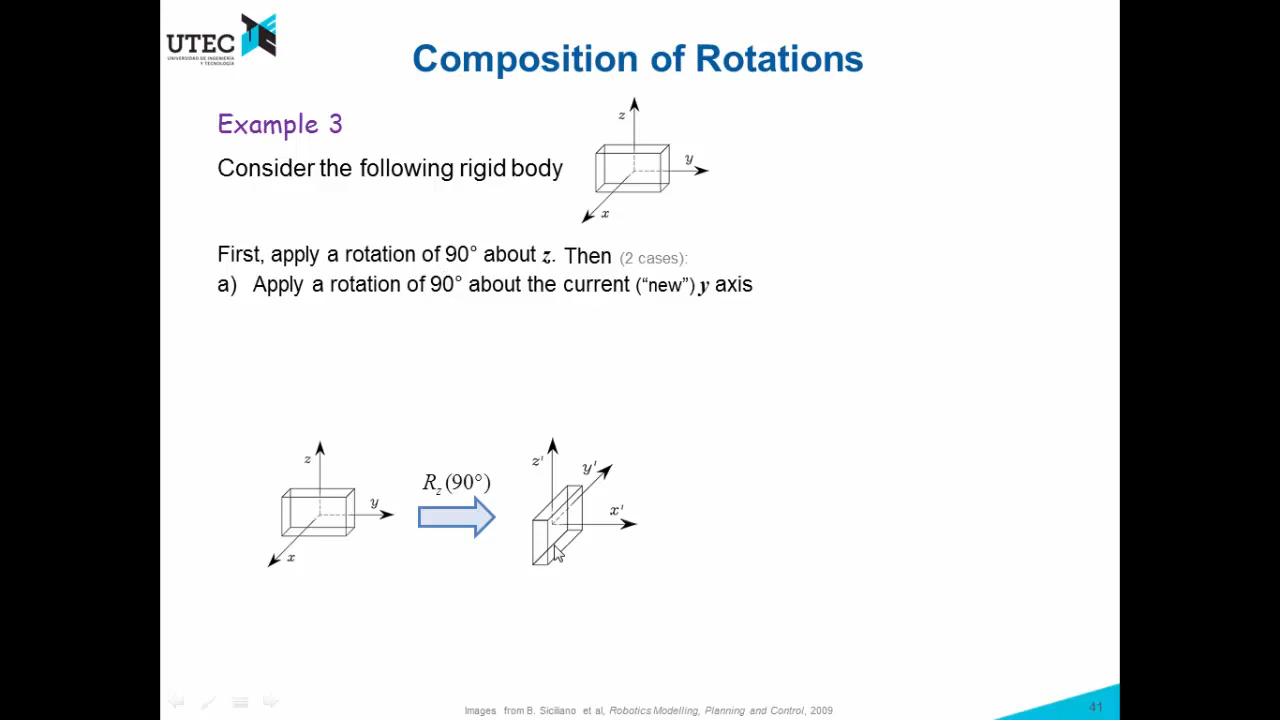 UTEC
UNIVERSIDAD DE INGENIERÍA
Y TECNOLOGÍA
Composition of Rotations
Example 3
Consider the following rigid body
z
y
x
First, apply a rotation of 90° about z. Then (2 cases):
a) Apply a rotation of 90° about the current (“new”) y axis
z
y
x
Rz (90°)
z'
y'
x'
Images from B. Siciliano et al, Robotics Modelling, Planning and Control, 2009
41